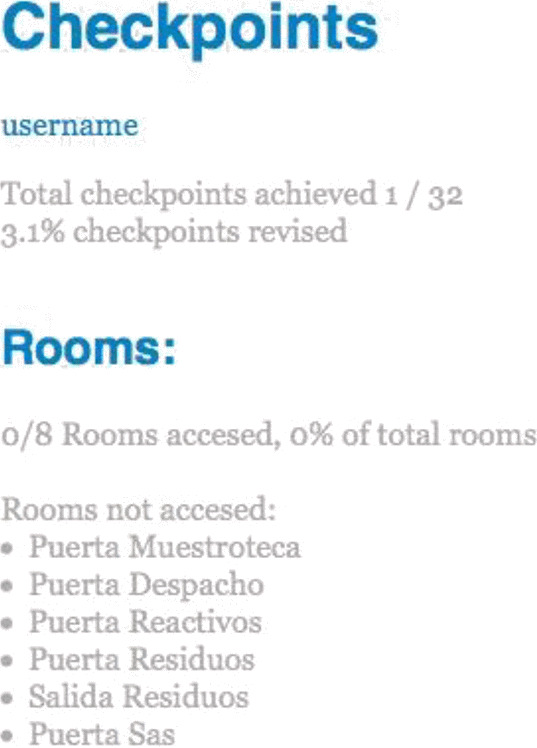 Checkpoints
username
Total checkpoints achieved 1 / 32
3.1% checkpoints revised
Rooms:
0/8 Rooms accesed, 0% of total rooms
Rooms not accesed:
• Puerta Muestroteca
• Puerta Despacho
• Puerta Reactivos
• Puerta Residuos
• Salida Residuos
• Puerta Sas